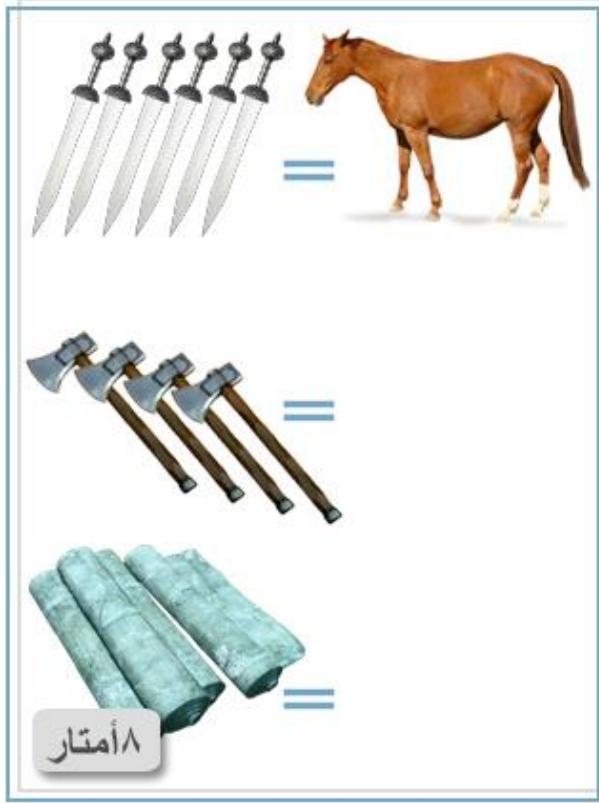 =
=
=
٨أمتار